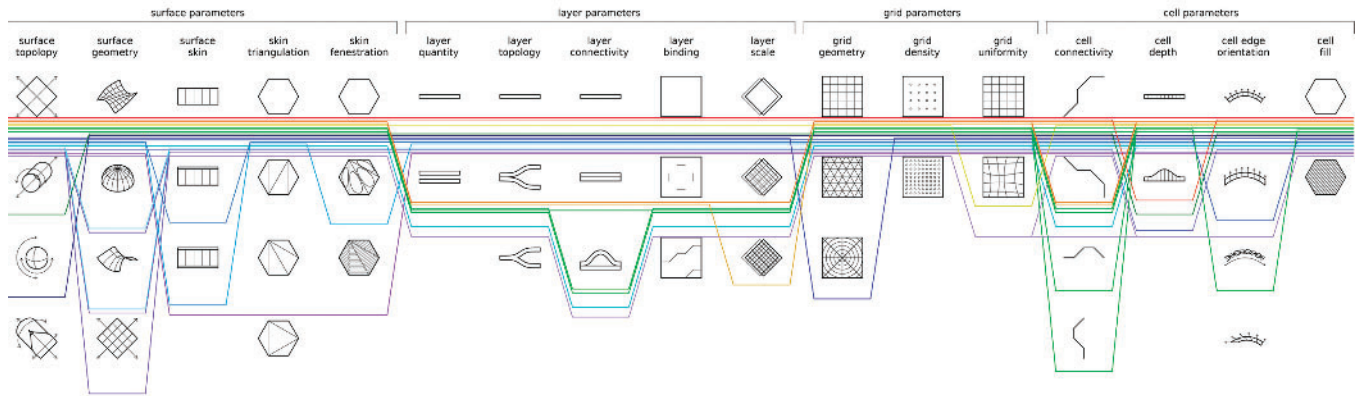 surface parameters
layer parameters
grid parameters
cell parameters
surface topology
surface geometry
surface skin
skin triangulation
skin fenestration
layer quantity
layer topology
layer connectivity
layer binding
layer scale
grid geometry
grid density
grid uniformity
cell connectivity
cell depth
cell edge orientation
cell fill